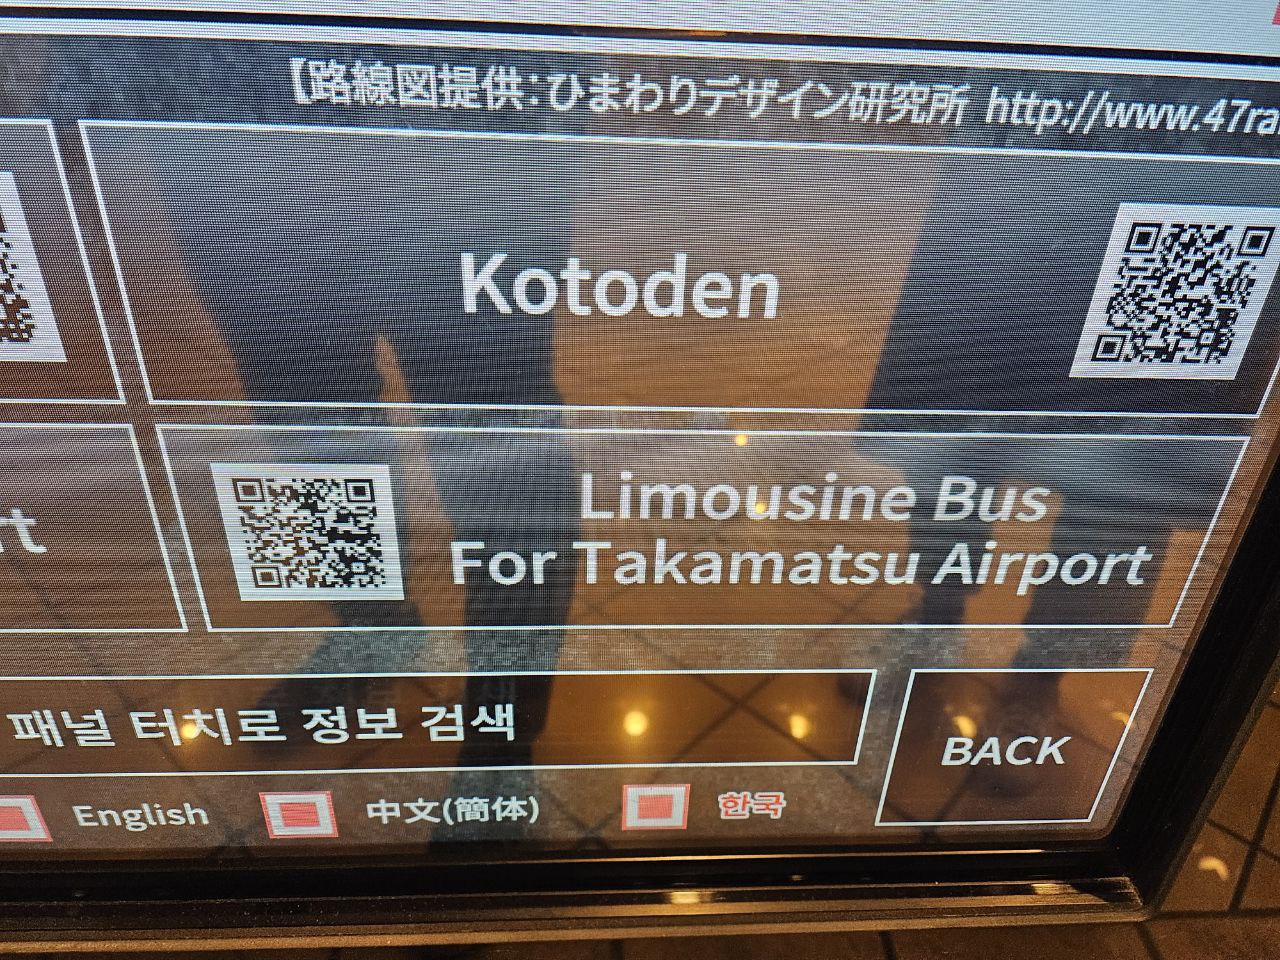 【路線図提供:ひまわりデザイン研究所 http://www.47ra
Kotoden
rt
Limousine Bus
For Takamatsu Airport
패널 터치로 정보 검색
BACK
English
中文(簡体)
한국